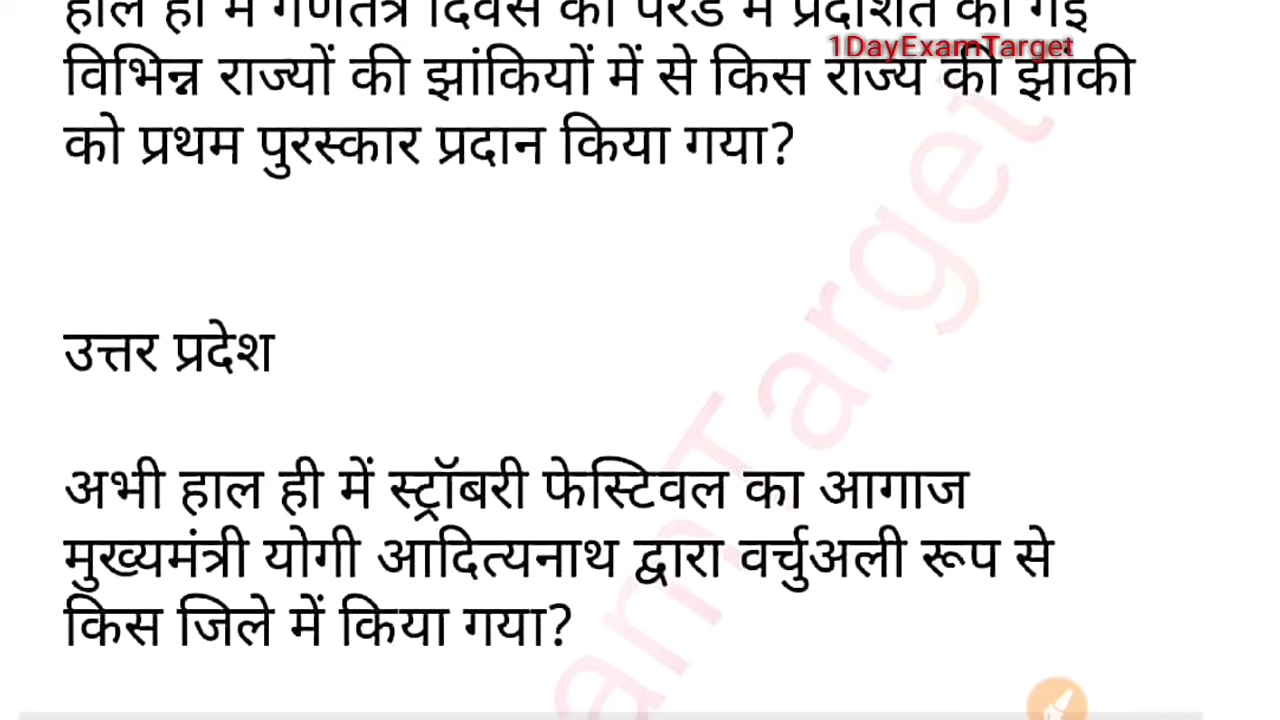 हाल ही में गणतंत्र दिवस की परेड में प्रदर्शित की गई
1DayExamTarget
विभिन्न राज्यों की झांकियों में से किस राज्य की झांकी
को प्रथम पुरस्कार प्रदान किया गया?
उत्तर प्रदेश
अभी हाल ही में स्ट्रॉबरी फेस्टिवल का आगाज
मुख्यमंत्री योगी आदित्यनाथ द्वारा वर्चुअली रूप से
किस जिले में किया गया?
amTarget